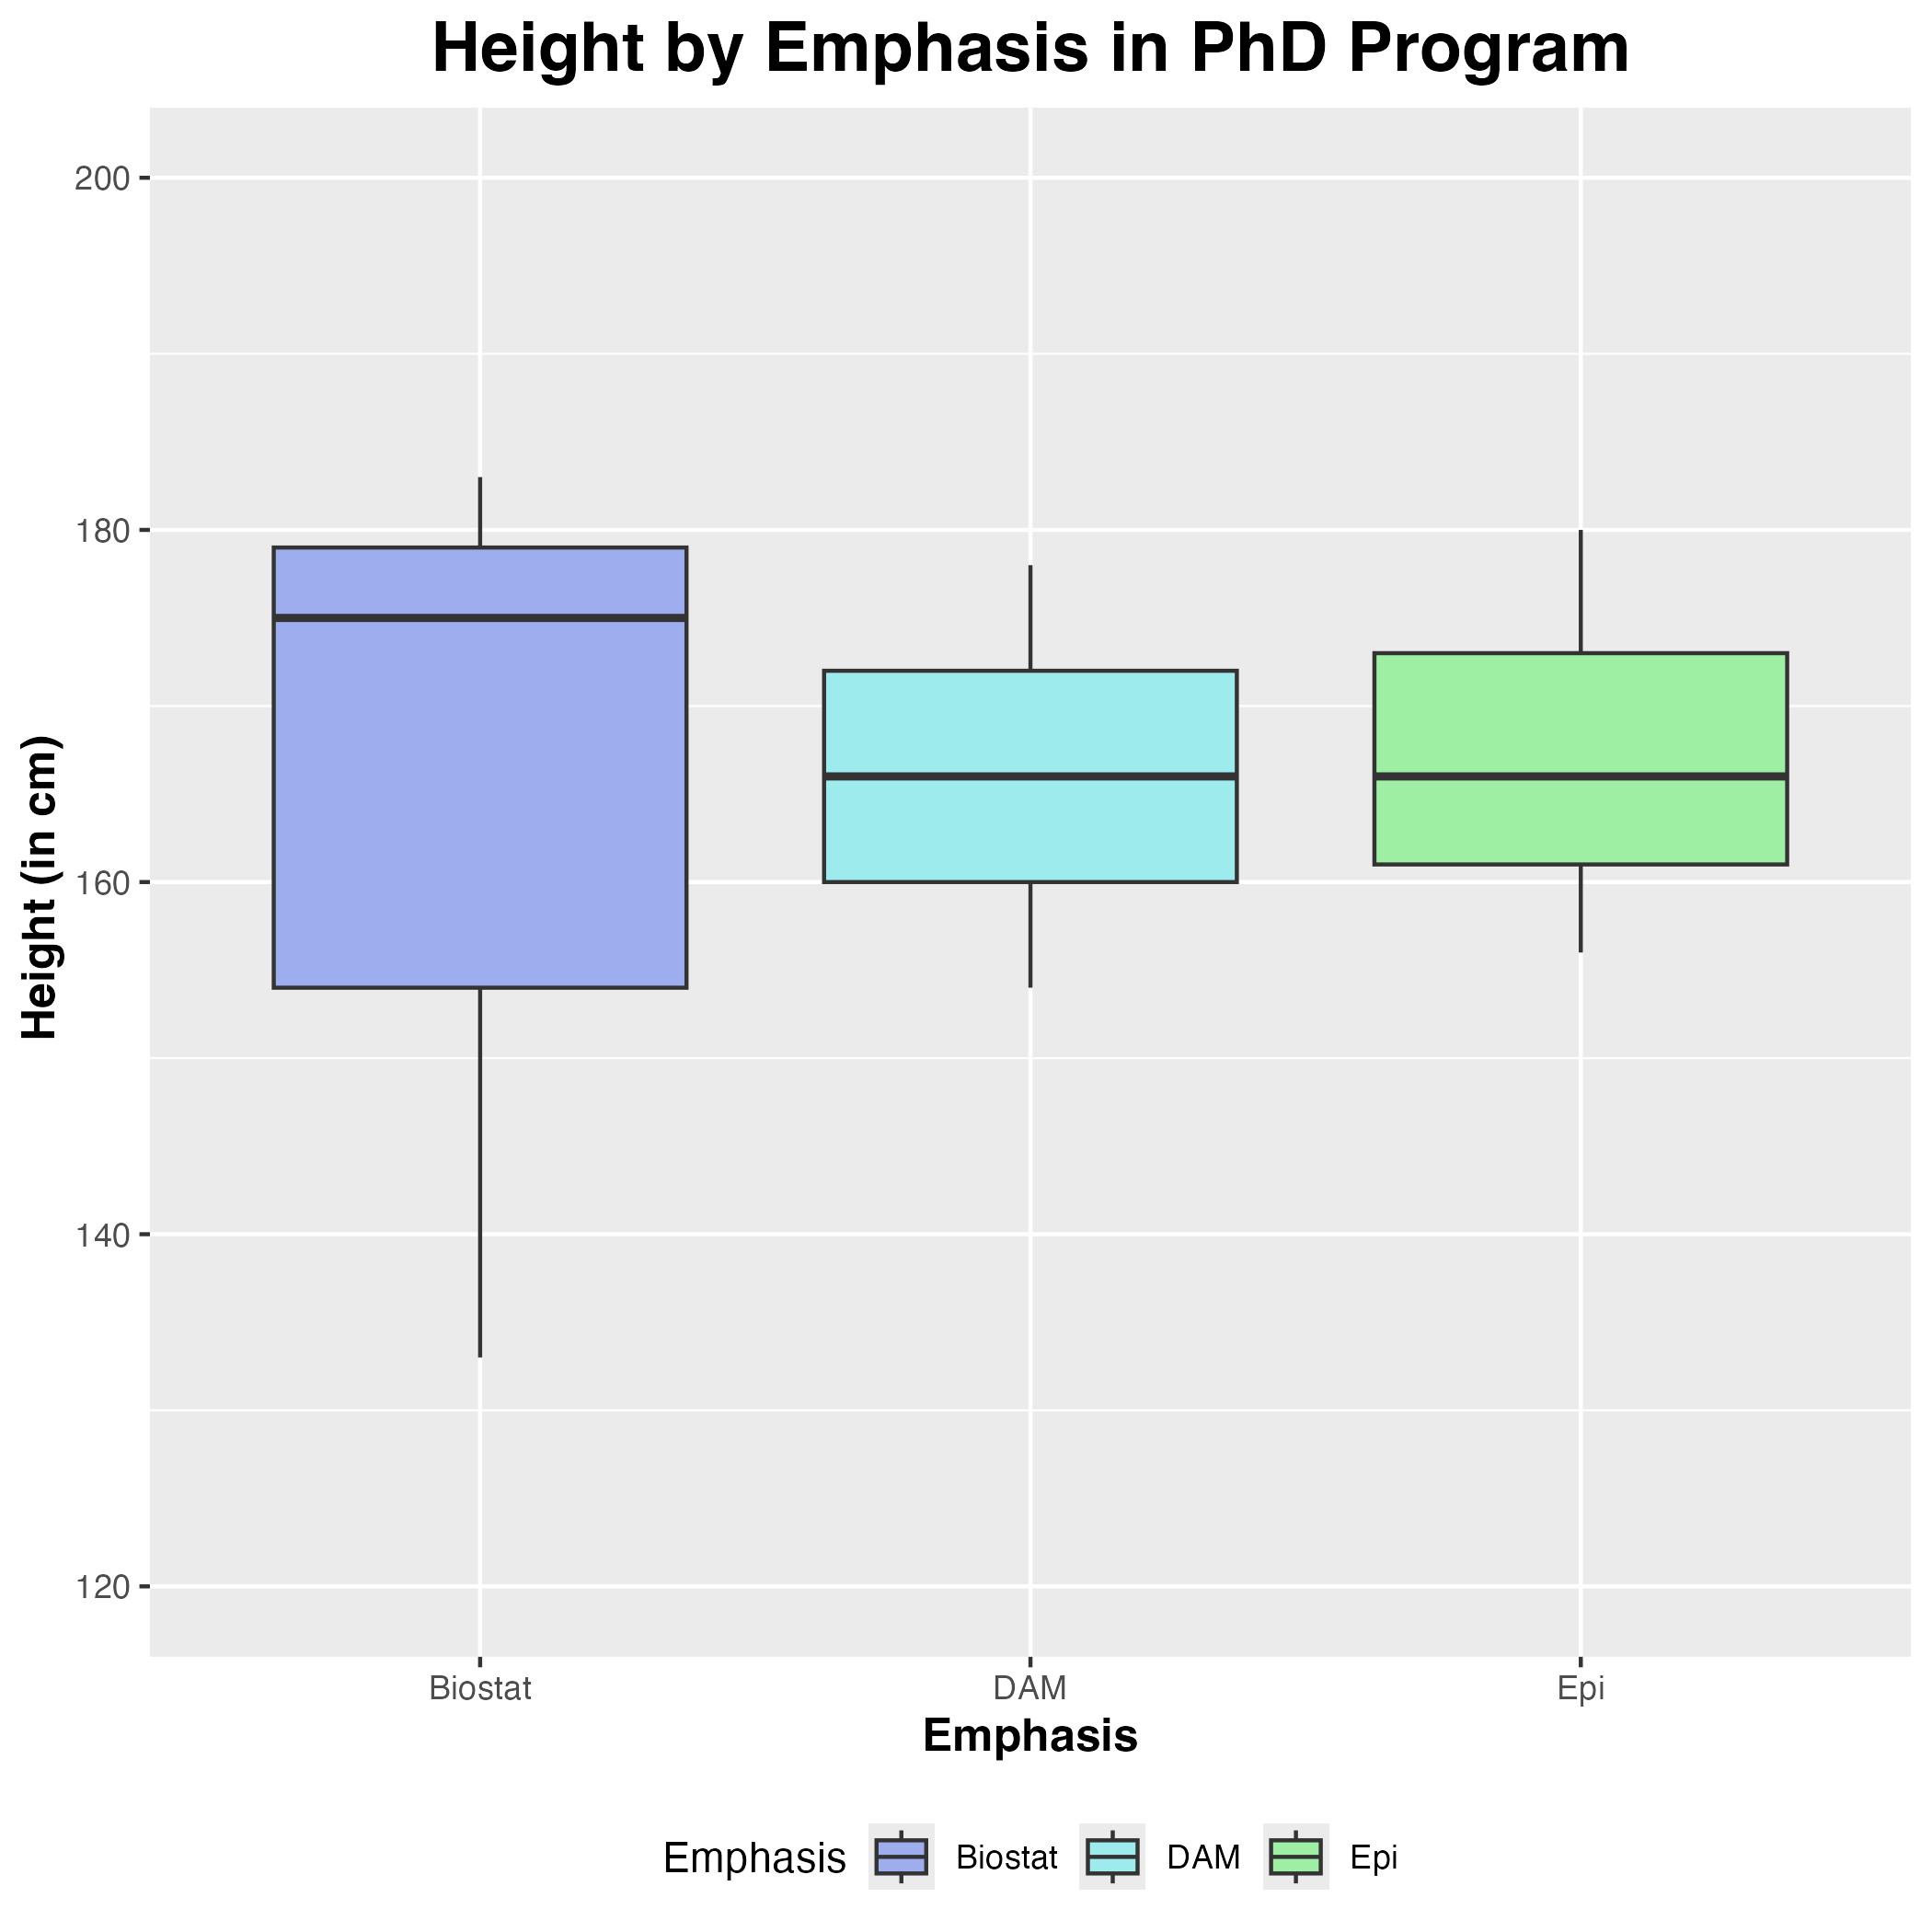 Height by Emphasis in PhD Program
Height (in cm)
200
180
160
140
120
Biostat DAM Epi
Emphasis
Emphasis Biostat DAM Epi